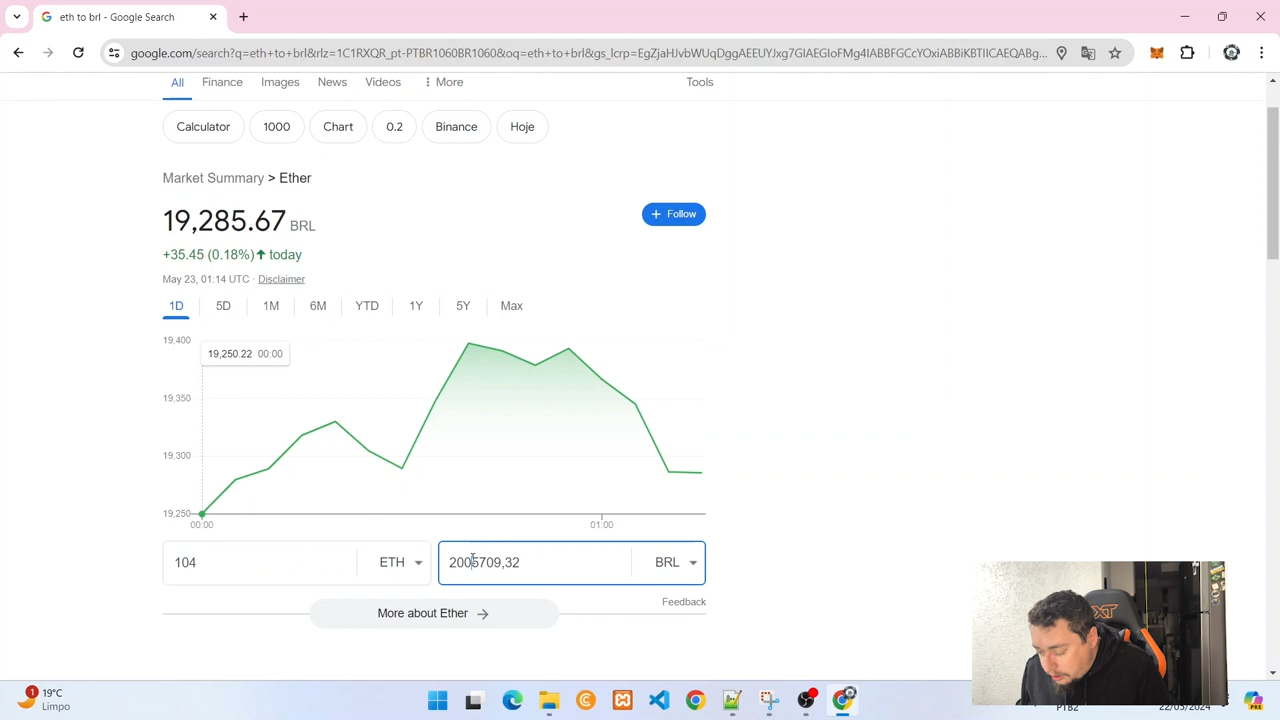 eth to brl - Google Search
google.com/search?q=eth+to+brl&rlz=1C1RXQR_pt-PTBR1060BR1060&oq=eth+to+brl&gs_lcrp=EgZjaHJvbWUqDggAEEUYJxg7GIAEGIoFMg4IABBFGCcYOxiABBiKBTIICAEQABg...
All Finance Images News Videos More Tools
Calculator 1000 Chart 0.2 Binance Hoje
Market Summary > Ether
19,285.67 BRL
+ Follow
+35.45 (0.18%) ↑ today
May 23, 01:14 UTC · Disclaimer
1D 5D 1M 6M YTD 1Y 5Y Max
19,400
19,250.22 00:00
19,350
19,300
19,250
00:00 01:00
104 ETH 2005709,32 BRL
Feedback
More about Ether →
XT
1 19°C
Limpo
PTB2 22/05/2024
PRE